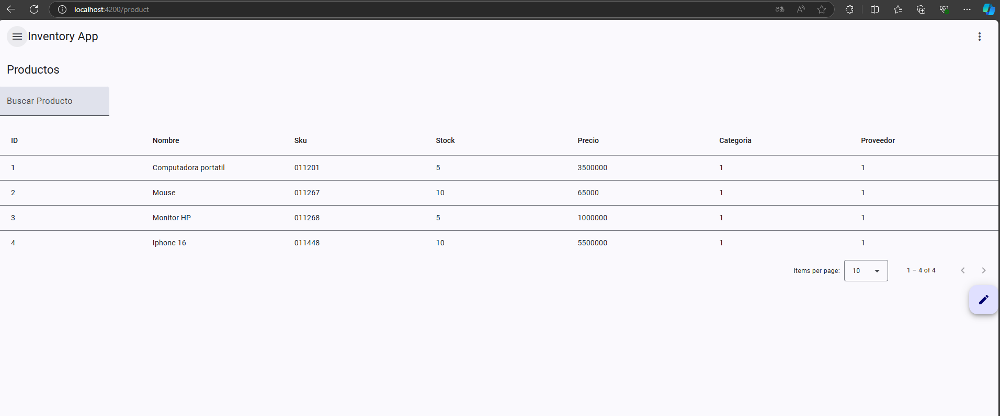 localhost:4200/product
Inventory App
Productos
Buscar Producto
ID Nombre Sku Stock Precio Categoria Proveedor
1 Computadora portatil 011201 5 3500000 1 1
2 Mouse 011267 10 65000 1 1
3 Monitor HP 011268 5 1000000 1 1
4 Iphone 16 011448 10 5500000 1 1
Items per page: 10 1 – 4 of 4